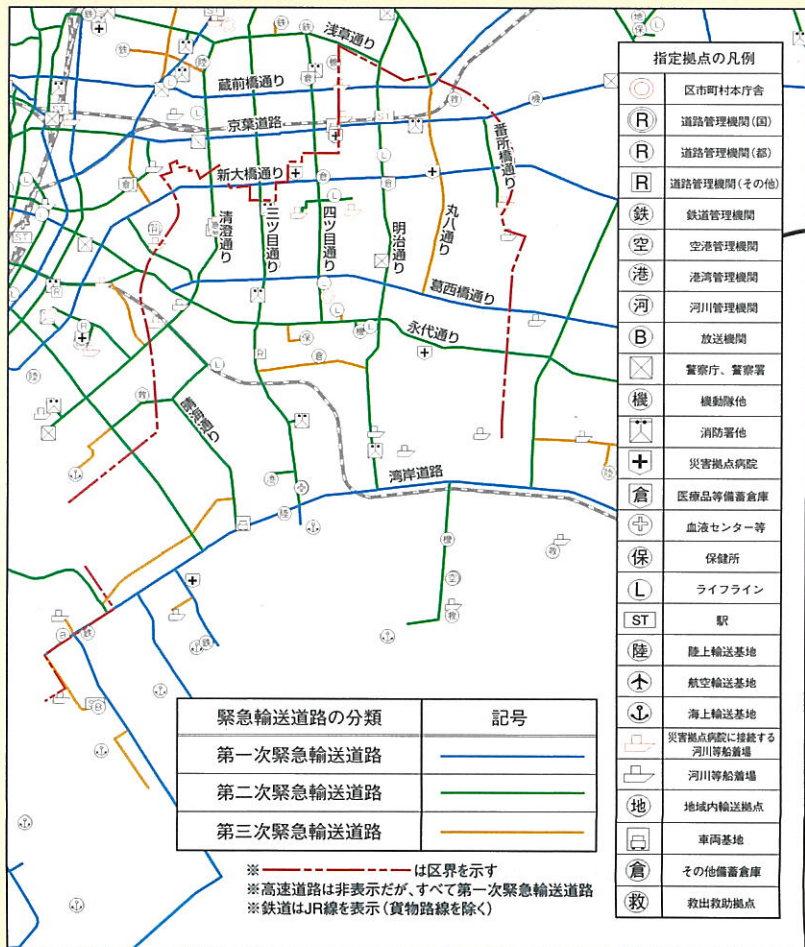 浅草通り
蔵前橋通り
京葉道路
番所橋通り
新大橋通り
清澄通り
三ツ目通り
四ツ目通り
明治通り
丸八通り
葛西橋通り
永代通り
晴海通り
湾岸道路
指定拠点の凡例
区市町村本庁舎
R 道路管理機関(国)
R 道路管理機関(都)
R 道路管理機関(その他)
鉄 鉄道管理機関
空 空港管理機関
港 港湾管理機関
河 河川管理機関
B 放送機関
警察庁、警察署
機 機動隊他
消防署他
災害拠点病院
倉 医療品等備蓄倉庫
血液センター等
保 保健所
L ライフライン
ST 駅
陸 陸上輸送基地
航空輸送基地
海上輸送基地
災害拠点病院に接続する
河川等船着場
河川等船着場
地 地域内輸送拠点
車両基地
倉 その他備蓄倉庫
救 救出救助拠点
緊急輸送道路の分類 記号
第一次緊急輸送道路
第二次緊急輸送道路
第三次緊急輸送道路
※ は区界を示す
※高速道路は非表示だが、すべて第一次緊急輸送道路
※鉄道はJR線を表示(貨物路線を除く)